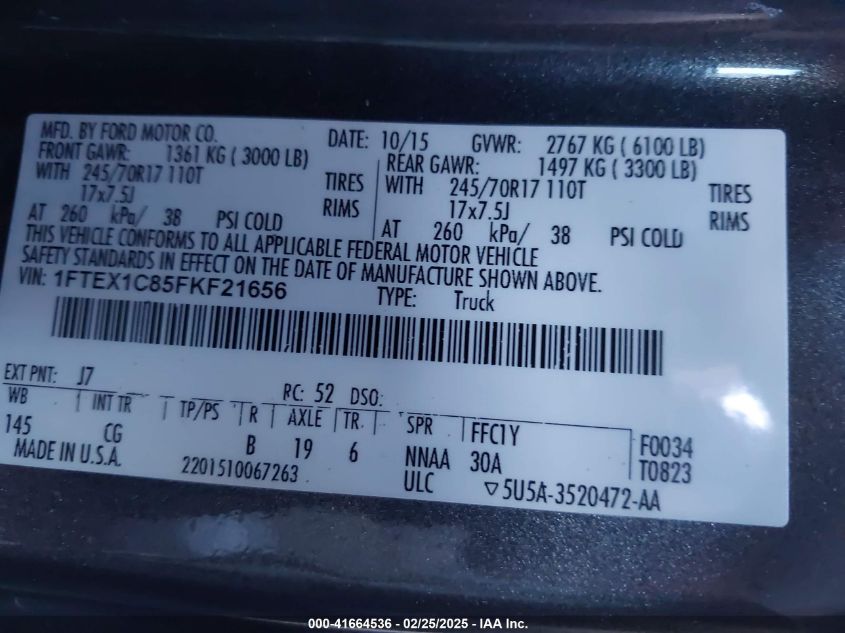 MFD. BY FORD MOTOR CO. DATE: 10/15 GVWR: 2767 KG ( 6100 LB)
FRONT GAWR: 1361 KG ( 3000 LB) REAR GAWR: 1497 KG ( 3300 LB)
WITH 245/70R17 110T TIRES WITH 245/70R17 110T TIRES
17x7.5J RIMS 17x7.5J RIMS
AT 260 kPa/ 38 PSI COLD AT 260 kPa/ 38 PSI COLD
THIS VEHICLE CONFORMS TO ALL APPLICABLE FEDERAL MOTOR VEHICLE
SAFETY STANDARDS IN EFFECT ON THE DATE OF MANUFACTURE SHOWN ABOVE.
VIN: 1FTEX1C85FKF21656 TYPE: Truck
EXT PNT: J7 RC: 52 DSO:
WB INT TR TP/PS R AXLE TR. SPR FFC1Y F0034
145 CG B 19 6 NNAA 30A T0823
MADE IN U.S.A. 2201510067263 ULC ▽5U5A-3520472-AA
000-41664536 - 02/25/2025 - IAA Inc.